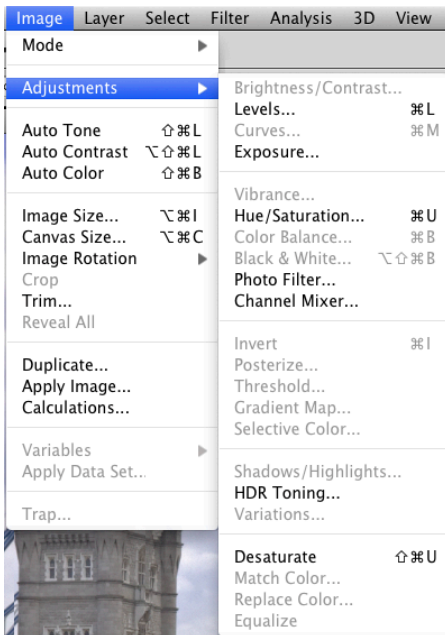 Image Layer Select Filter Analysis 3D View
Mode
Adjustments
Auto Tone ⇧⌘L
Auto Contrast ⌥⇧⌘L
Auto Color ⇧⌘B
Image Size... ⌥⌘I
Canvas Size... ⌥⌘C
Image Rotation
Crop
Trim...
Reveal All
Duplicate...
Apply Image...
Calculations...
Variables
Apply Data Set...
Trap...
Brightness/Contrast...
Levels... ⌘L
Curves... ⌘M
Exposure...
Vibrance...
Hue/Saturation... ⌘U
Color Balance... ⌘B
Black & White... ⌥⇧⌘B
Photo Filter...
Channel Mixer...
Invert ⌘I
Posterize...
Threshold...
Gradient Map...
Selective Color...
Shadows/Highlights...
HDR Toning...
Variations...
Desaturate ⇧⌘U
Match Color...
Replace Color...
Equalize